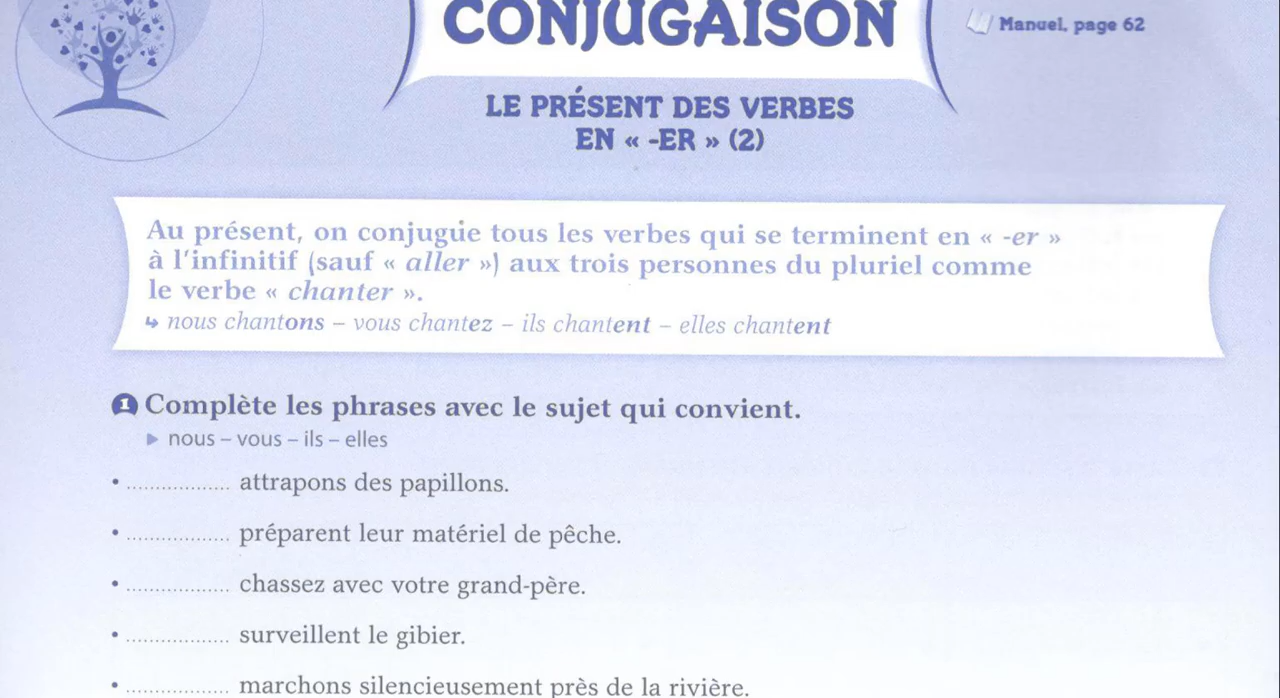 CONJUGAISON
Manuel, page 62
LE PRÉSENT DES VERBES
EN « -ER » (2)
Au présent, on conjugue tous les verbes qui se terminent en « -er »
à l'infinitif (sauf « aller ») aux trois personnes du pluriel comme
le verbe « chanter ».
↳ nous chantons – vous chantez – ils chantent – elles chantent
1 Complète les phrases avec le sujet qui convient.
▶ nous – vous – ils – elles
• .................. attrapons des papillons.
• .................. préparent leur matériel de pêche.
• .................. chassez avec votre grand-père.
• .................. surveillent le gibier.
• .................. marchons silencieusement près de la rivière.